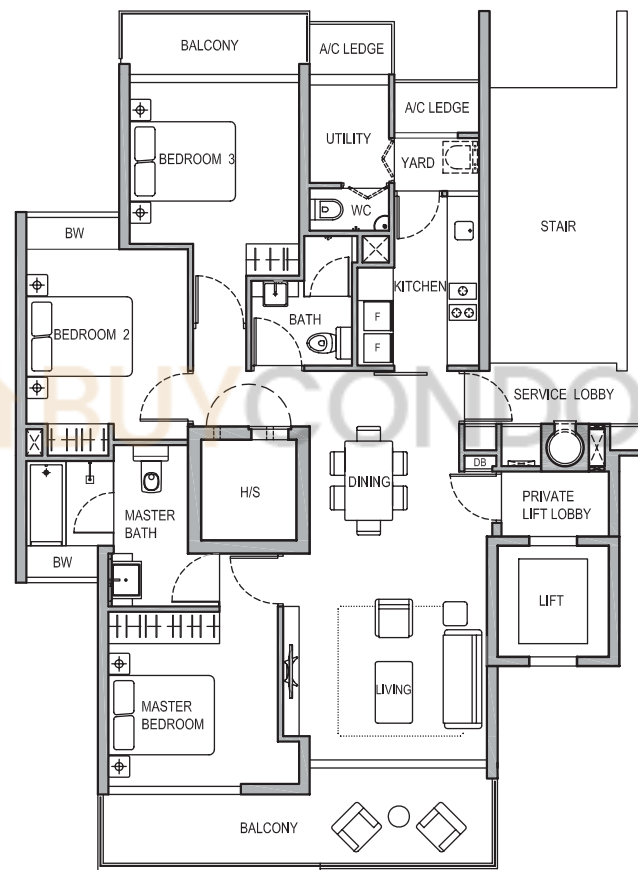 BALCONY
A/C LEDGE
A/C LEDGE
BEDROOM 3
UTILITY
YARD
WC
BW
STAIR
KITCHEN
BATH
F
F
BEDROOM 2
BUYCONDO
SERVICE LOBBY
DB
DINING
H/S
PRIVATE
LIFT LOBBY
MASTER
BATH
BW
LIFT
LIVING
MASTER
BEDROOM
BALCONY